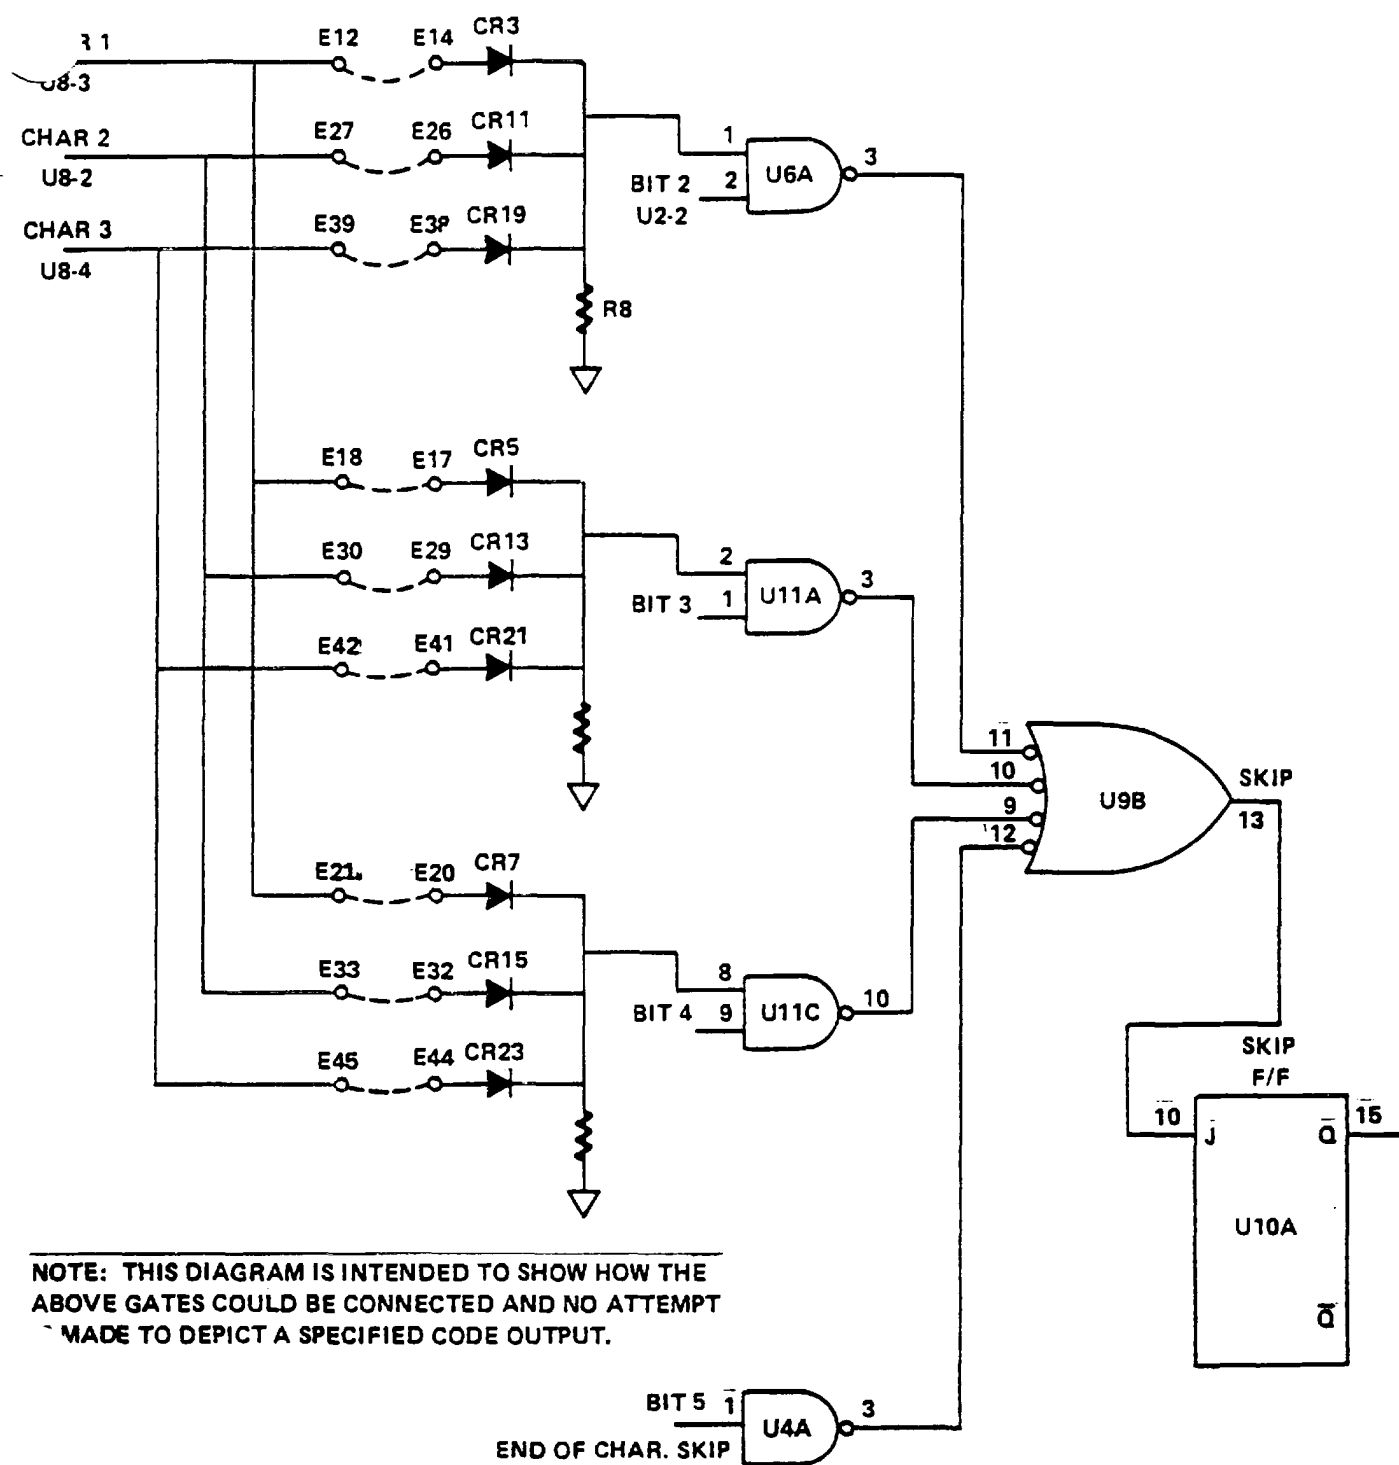 R 1
U8-3
E12 E14 CR3
CHAR 2
U8-2
E27 E26 CR11
CHAR 3
U8-4
E39 E38 CR19
R8
BIT 2
U2-2
1
2
U6A
3
E18 E17 CR5
E30 E29 CR13
E42 E41 CR21
BIT 3
2
1
U11A
3
11
10
9
12
U9B
SKIP
13
E21 E20 CR7
E33 E32 CR15
E45 E44 CR23
BIT 4
8
9
U11C
10
SKIP
F/F
10
J
Q
15
U10A
Q̄
NOTE: THIS DIAGRAM IS INTENDED TO SHOW HOW THE
ABOVE GATES COULD BE CONNECTED AND NO ATTEMPT
MADE TO DEPICT A SPECIFIED CODE OUTPUT.
BIT 5 1
END OF CHAR. SKIP
U4A
3